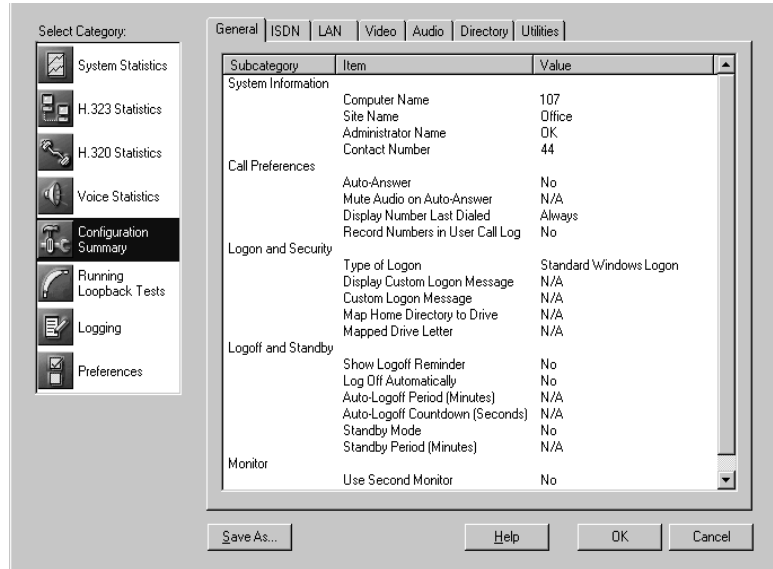 Select Category:
System Statistics
H.323 Statistics
H.320 Statistics
Voice Statistics
Configuration
Summary
Running
Loopback Tests
Logging
Preferences
General ISDN LAN Video Audio Directory Utilities
Subcategory Item Value
System Information
Computer Name 107
Site Name Office
Administrator Name OK
Contact Number 44
Call Preferences
Auto-Answer No
Mute Audio on Auto-Answer N/A
Display Number Last Dialed Always
Record Numbers in User Call Log No
Logon and Security
Type of Logon Standard Windows Logon
Display Custom Logon Message N/A
Custom Logon Message N/A
Map Home Directory to Drive N/A
Mapped Drive Letter N/A
Logoff and Standby
Show Logoff Reminder No
Log Off Automatically No
Auto-Logoff Period (Minutes) N/A
Auto-Logoff Countdown (Seconds) N/A
Standby Mode No
Standby Period (Minutes) N/A
Monitor
Use Second Monitor No
Save As... Help OK Cancel